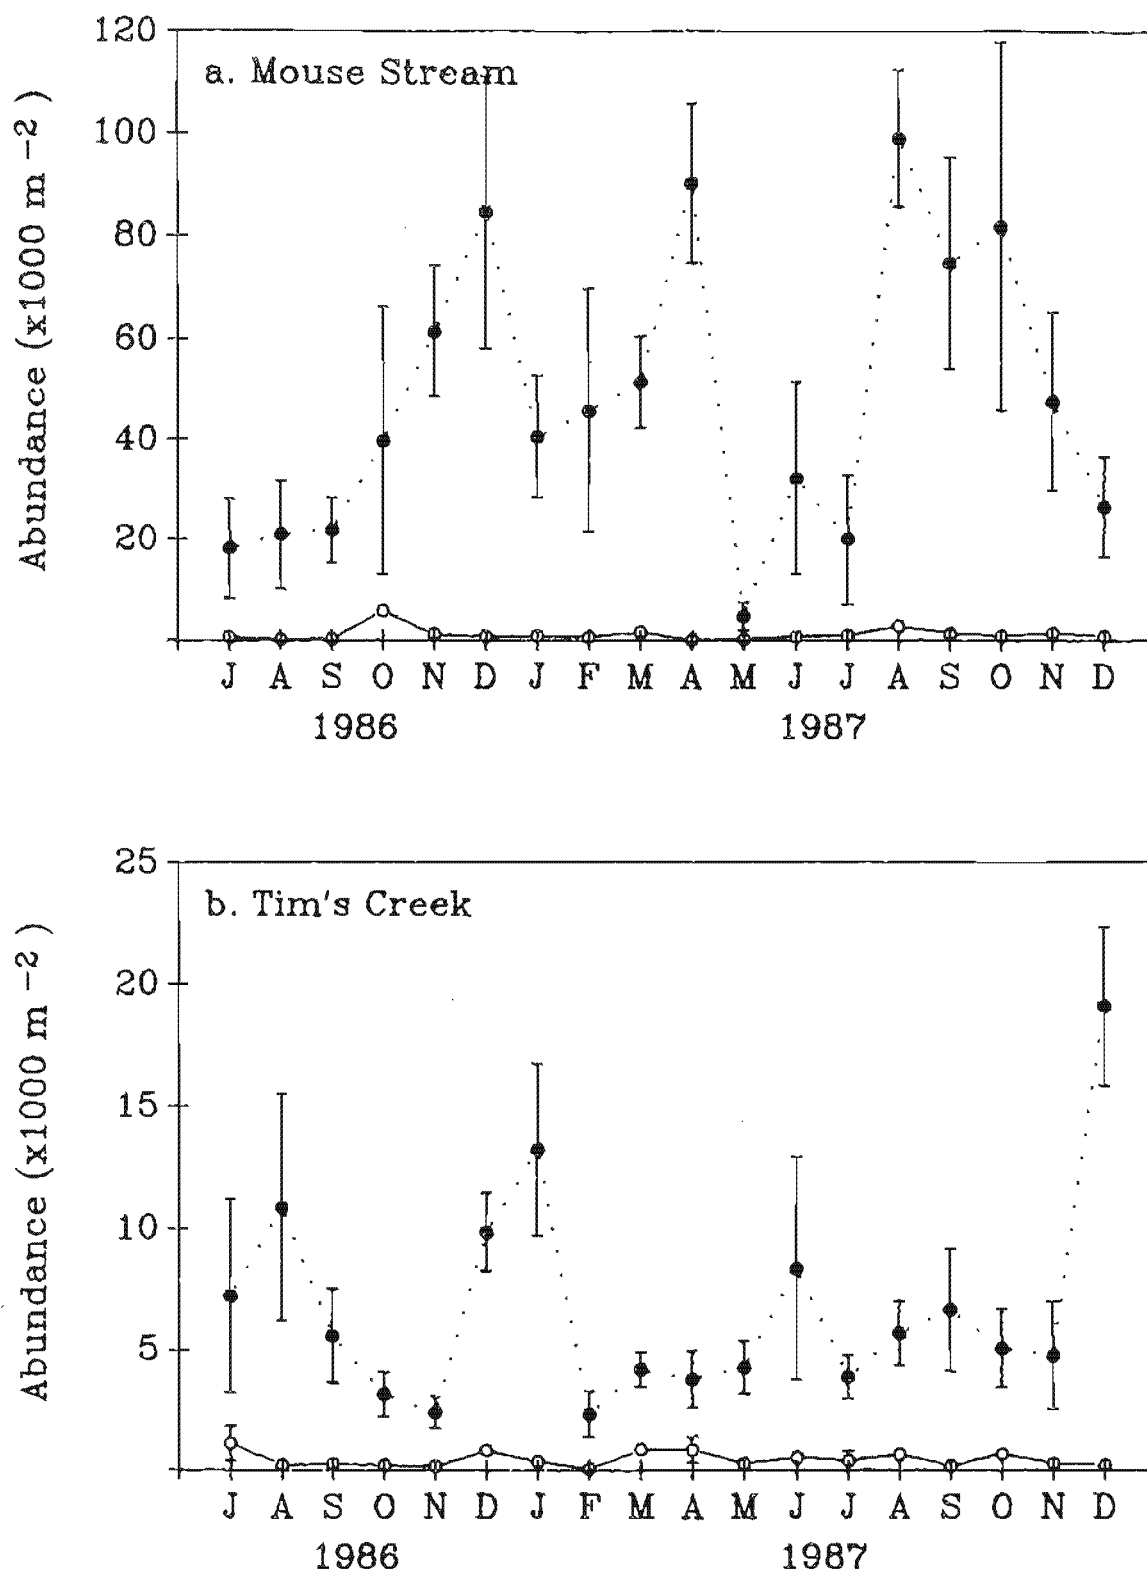 120
a. Mouse Stream
100
80
60
40
20
Abundance (x1000 m −2 )
J A S O N D J F M A M J J A S O N D
1986 1987
25
b. Tim's Creek
20
15
10
5
Abundance (x1000 m −2 )
J A S O N D J F M A M J J A S O N D
1986 1987